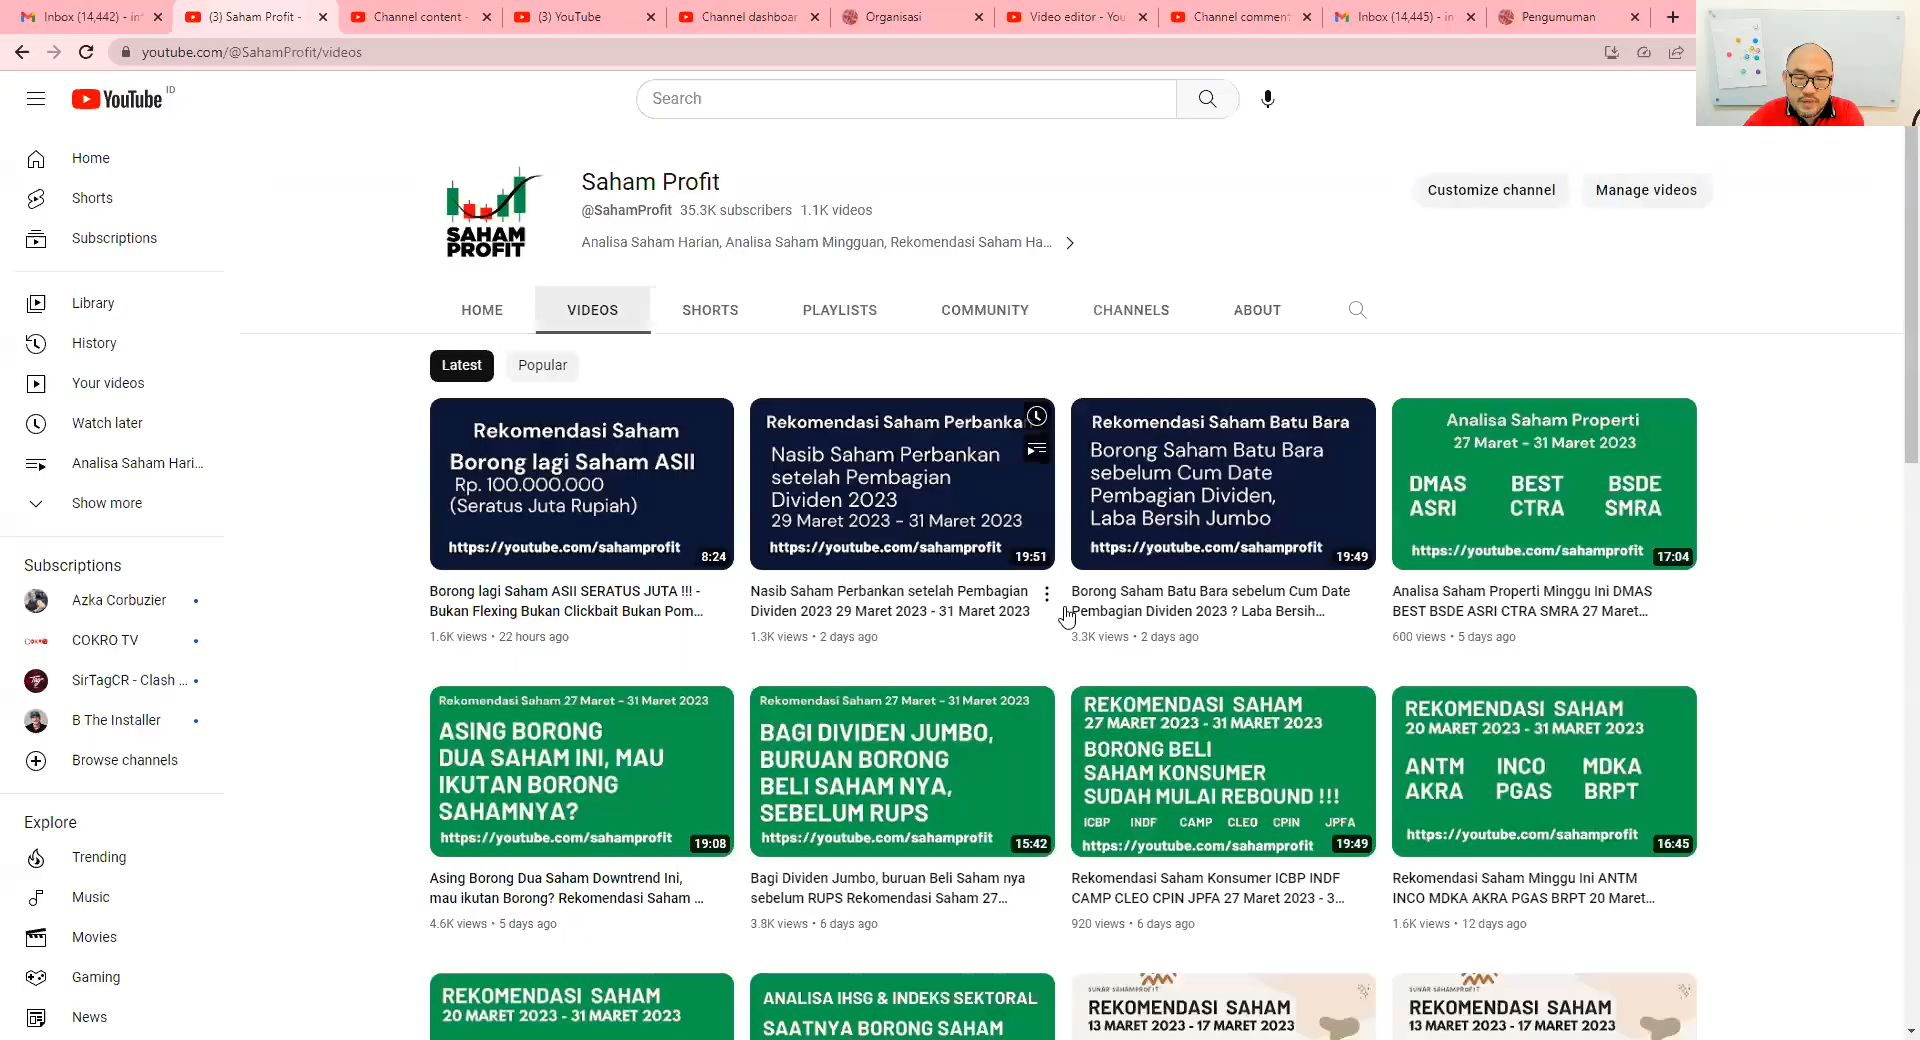 Inbox (14,442) - in
(3) Saham Profit -
Channel content -
(3) YouTube
Channel dashboar
Organisasi
Video editor - You
Channel comment
Inbox (14,445) - in
Pengumuman
youtube.com/@SahamProfit/videos
YouTube ID
Search
Home
Shorts
Subscriptions
Library
History
Your videos
Watch later
Analisa Saham Hari...
Show more
Subscriptions
Azka Corbuzier
COKRO TV
SirTagCR - Clash ...
B The Installer
Browse channels
Explore
Trending
Music
Movies
Gaming
News
SAHAM
PROFIT
Saham Profit
@SahamProfit 35.3K subscribers 1.1K videos
Analisa Saham Harian, Analisa Saham Mingguan, Rekomendasi Saham Ha...
Customize channel
Manage videos
HOME
VIDEOS
SHORTS
PLAYLISTS
COMMUNITY
CHANNELS
ABOUT
Latest
Popular
Rekomendasi Saham
Borong lagi Saham ASII
Rp. 100.000.000
(Seratus Juta Rupiah)
https://youtube.com/sahamprofit
8:24
Borong lagi Saham ASII SERATUS JUTA !!! -
Bukan Flexing Bukan Clickbait Bukan Pom...
1.6K views • 22 hours ago
Rekomendasi Saham Perbanka
Nasib Saham Perbankan
setelah Pembagian
Dividen 2023
29 Maret 2023 - 31 Maret 2023
https://youtube.com/sahamprofit
19:51
Nasib Saham Perbankan setelah Pembagian
Dividen 2023 29 Maret 2023 - 31 Maret 2023
1.3K views • 2 days ago
Rekomendasi Saham Batu Bara
Borong Saham Batu Bara
sebelum Cum Date
Pembagian Dividen,
Laba Bersih Jumbo
https://youtube.com/sahamprofit
19:49
Borong Saham Batu Bara sebelum Cum Date
Pembagian Dividen 2023 ? Laba Bersih...
3.3K views • 2 days ago
Analisa Saham Properti
27 Maret - 31 Maret 2023
DMAS BEST BSDE
ASRI CTRA SMRA
https://youtube.com/sahamprofit
17:04
Analisa Saham Properti Minggu Ini DMAS
BEST BSDE ASRI CTRA SMRA 27 Maret...
600 views • 5 days ago
Rekomendasi Saham 27 Maret - 31 Maret 2023
ASING BORONG
DUA SAHAM INI, MAU
IKUTAN BORONG
SAHAMNYA?
https://youtube.com/sahamprofit
19:08
Asing Borong Dua Saham Downtrend Ini,
mau ikutan Borong? Rekomendasi Saham ...
4.6K views • 5 days ago
Rekomendasi Saham 27 Maret - 31 Maret 2023
BAGI DIVIDEN JUMBO,
BURUAN BORONG
BELI SAHAM NYA,
SEBELUM RUPS
https://youtube.com/sahamprofit
15:42
Bagi Dividen Jumbo, buruan Beli Saham nya
sebelum RUPS Rekomendasi Saham 27...
3.8K views • 6 days ago
REKOMENDASI SAHAM
27 MARET 2023 - 31 MARET 2023
BORONG BELI
SAHAM KONSUMER
SUDAH MULAI REBOUND !!!
ICBP INDF CAMP CLEO CPIN JPFA
https://youtube.com/sahamprofit
19:49
Rekomendasi Saham Konsumer ICBP INDF
CAMP CLEO CPIN JPFA 27 Maret 2023 - 3...
920 views • 6 days ago
REKOMENDASI SAHAM
20 MARET 2023 - 31 MARET 2023
ANTM INCO MDKA
AKRA PGAS BRPT
https://youtube.com/sahamprofit
16:45
Rekomendasi Saham Minggu Ini ANTM
INCO MDKA AKRA PGAS BRPT 20 Maret...
1.6K views • 12 days ago
REKOMENDASI SAHAM
20 MARET 2023 - 31 MARET 2023
ANALISA IHSG & INDEKS SEKTORAL
SAATNYA BORONG SAHAM
SUNAR SAHAMPROFIT
REKOMENDASI SAHAM
13 MARET 2023 - 17 MARET 2023
SUNAR SAHAMPROFIT
REKOMENDASI SAHAM
13 MARET 2023 - 17 MARET 2023